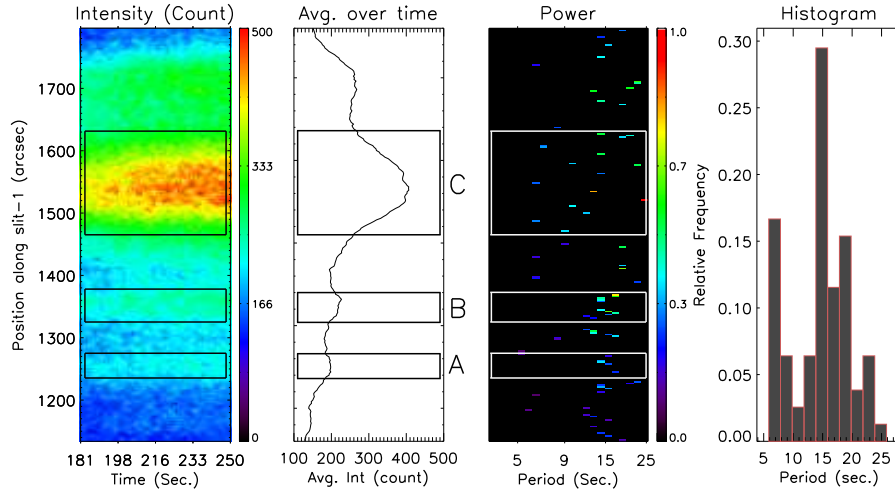 Intensity (Count)
Avg. over time
Power
Histogram
Position along slit-1 (arcsec)
1700
1600
1500
1400
1300
1200
181 198 216 233 250
Time (Sec.)
500
333
166
0
C
B
A
100 200 300 400 500
Avg. Int (count)
5 9 15 25
Period (Sec.)
1.0
0.7
0.3
0.0
Relative Frequency
0.30
0.25
0.20
0.15
0.10
0.05
0.00
5 10 15 20 25
Period (sec.)